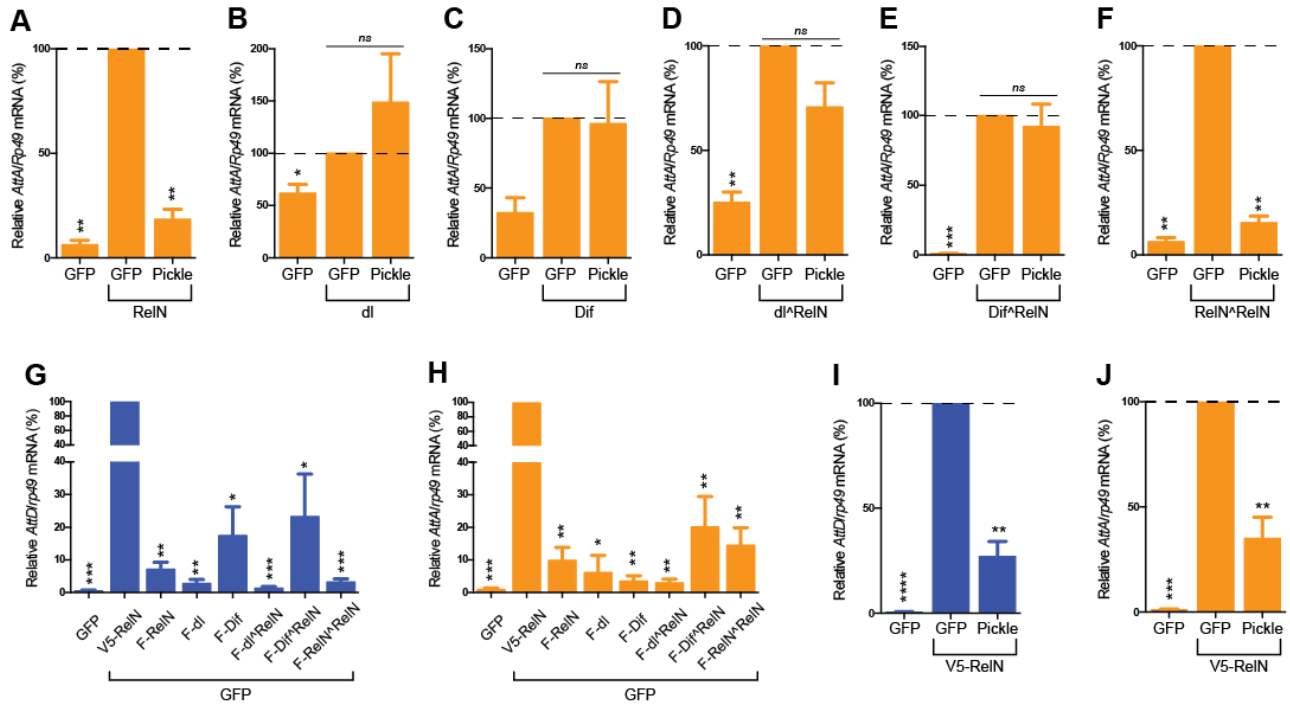 A
Relative AttA/Rp49 mRNA (%)
100
50
0
**
**
GFP GFP Pickle
RelN
B
Relative AttA/Rp49 mRNA (%)
200
150
100
50
0
ns
*
GFP GFP Pickle
dl
C
Relative AttA/Rp49 mRNA (%)
150
100
50
0
ns
GFP GFP Pickle
Dif
D
Relative AttA/Rp49 mRNA (%)
100
50
0
ns
**
GFP GFP Pickle
dl^RelN
E
Relative AttA/Rp49 mRNA (%)
150
100
50
0
ns
***
GFP GFP Pickle
Dif^RelN
F
Relative AttA/Rp49 mRNA (%)
100
50
0
**
**
GFP GFP Pickle
RelN^RelN
G
Relative AttD/rp49 mRNA (%)
100
80
60
40
40
30
20
10
0
***
**
**
*
***
*
***
GFP
V5-RelN
F-RelN
F-dl
F-Dif
F-dl^RelN
F-Dif^RelN
F-RelN^RelN
GFP
H
Relative AttA/rp49 mRNA (%)
100
80
60
40
40
30
20
10
0
***
**
*
**
**
**
**
GFP
V5-RelN
F-RelN
F-dl
F-Dif
F-dl^RelN
F-Dif^RelN
F-RelN^RelN
GFP
I
Relative AttD/rp49 mRNA (%)
100
50
0
****
**
GFP GFP Pickle
V5-RelN
J
Relative AttA/rp49 mRNA (%)
100
50
0
***
**
GFP GFP Pickle
V5-RelN